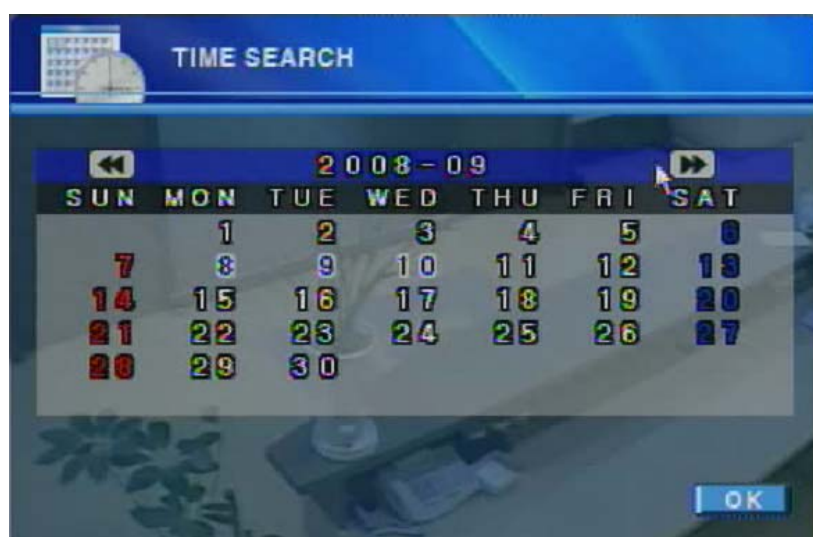 TIME SEARCH
2008-09
SUN MON TUE WED THU FRI SAT
1 2 3 4 5 6
7 8 9 10 11 12 13
14 15 16 17 18 19 20
21 22 23 24 25 26 27
28 29 30
OK